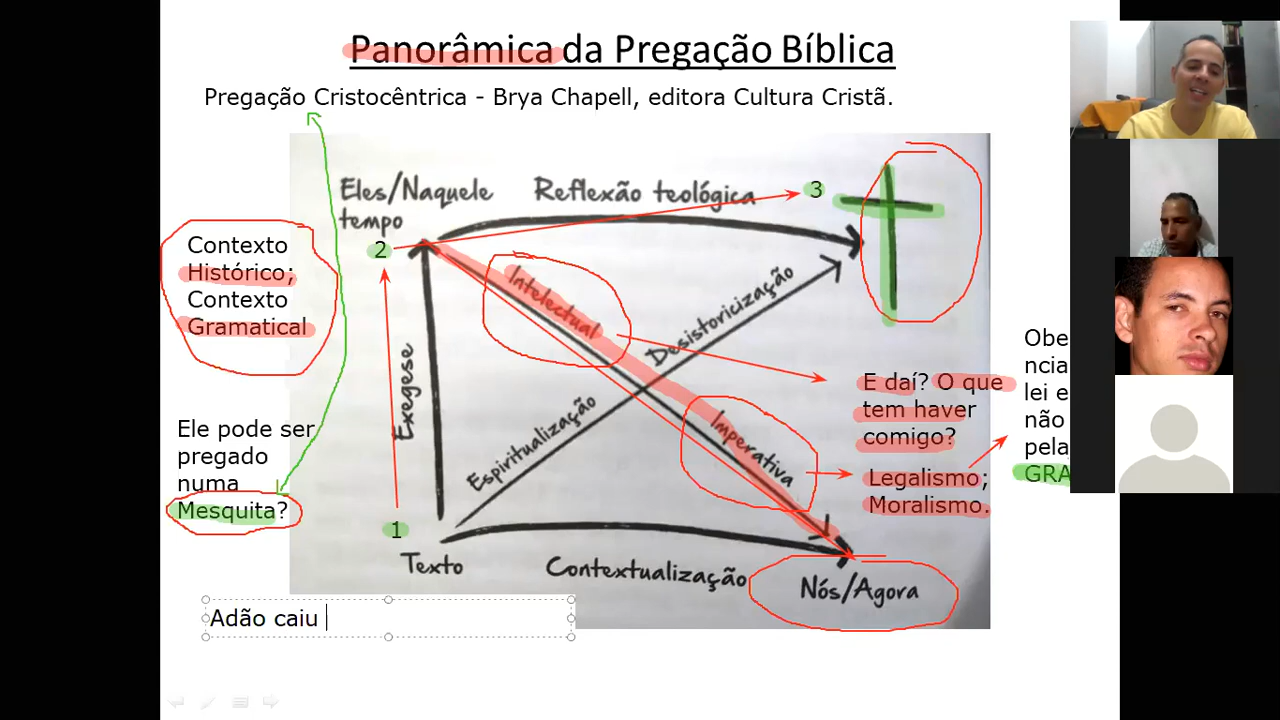 Panorâmica da Pregação Bíblica
Pregação Cristocêntrica - Brya Chapell, editora Cultura Cristã.
Eles/Naquele
tempo
Reflexão teológica
3
2
Contexto
Histórico;
Contexto
Gramatical
Intelectual
Desistoricização
Exegese
Espiritualização
Imperativa
E daí? O que
tem haver
comigo?
Legalismo;
Moralismo.
Obe
ncia
lei e
não
pela
GRA
Ele pode ser
pregado
numa
Mesquita?
1
Texto
Contextualização
Nós/Agora
Adão caiu